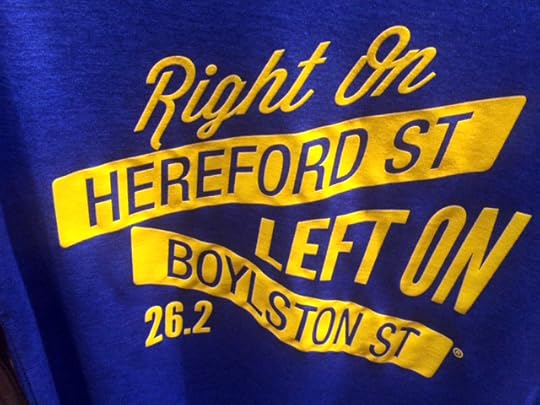 Right On
HEREFORD ST
LEFT ON
BOYLSTON ST ®
26.2